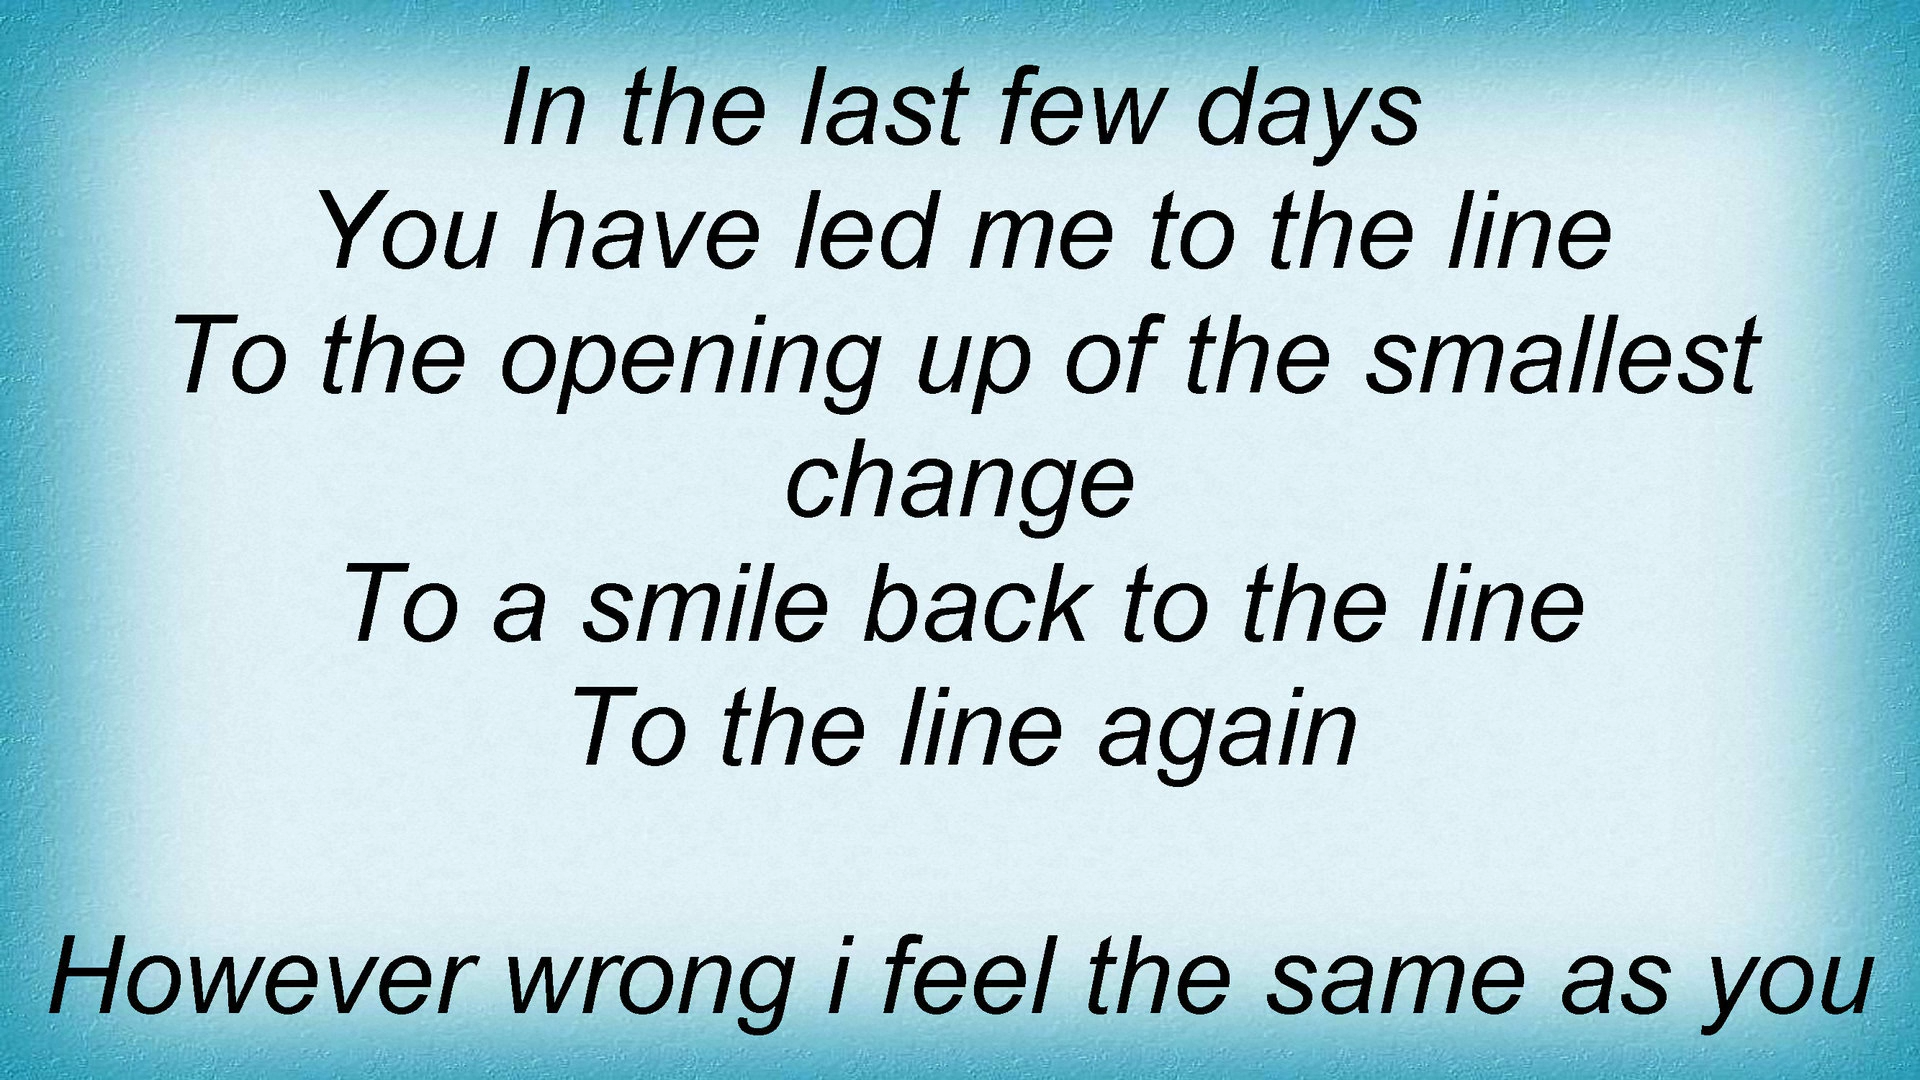 In the last few days
You have led me to the line
To the opening up of the smallest
change
To a smile back to the line
To the line again
However wrong i feel the same as you